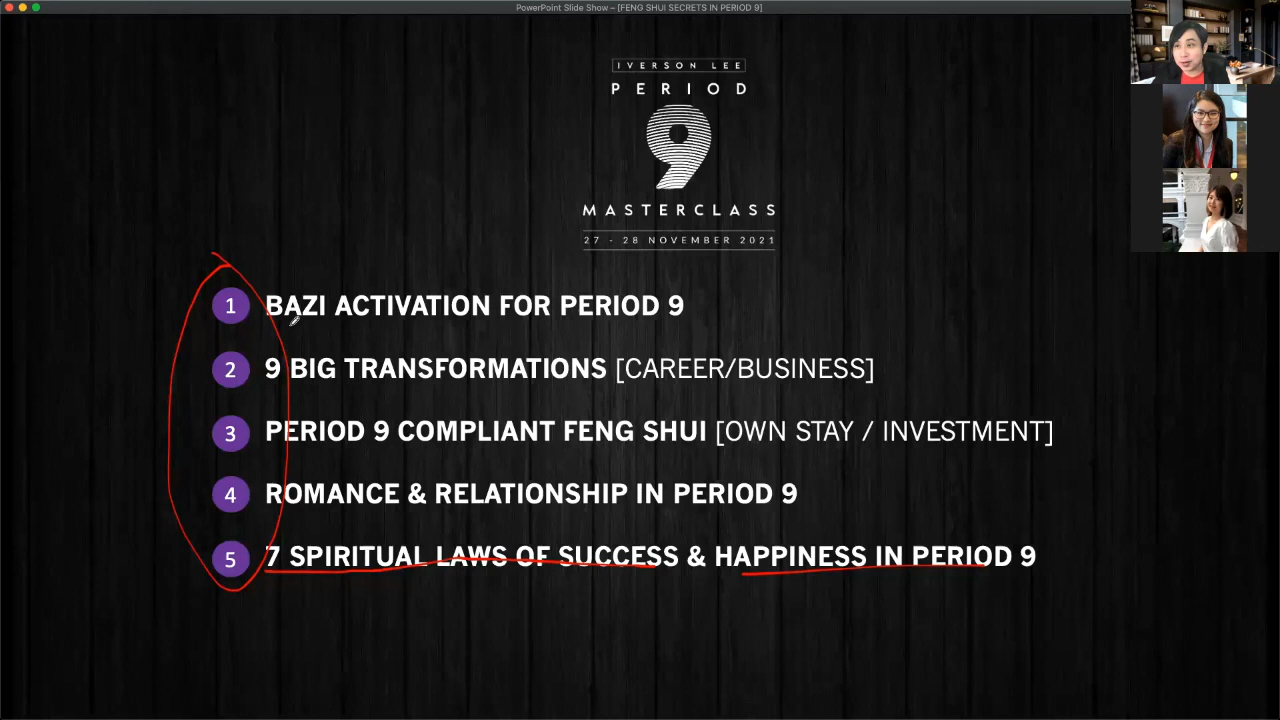 PowerPoint Slide Show – [FENG SHUI SECRETS IN PERIOD 9]
IVERSON LEE
PERIOD
9
MASTERCLASS
27 - 28 NOVEMBER 2021
1 BAZI ACTIVATION FOR PERIOD 9
2 9 BIG TRANSFORMATIONS [CAREER/BUSINESS]
3 PERIOD 9 COMPLIANT FENG SHUI [OWN STAY / INVESTMENT]
4 ROMANCE & RELATIONSHIP IN PERIOD 9
5 7 SPIRITUAL LAWS OF SUCCESS & HAPPINESS IN PERIOD 9